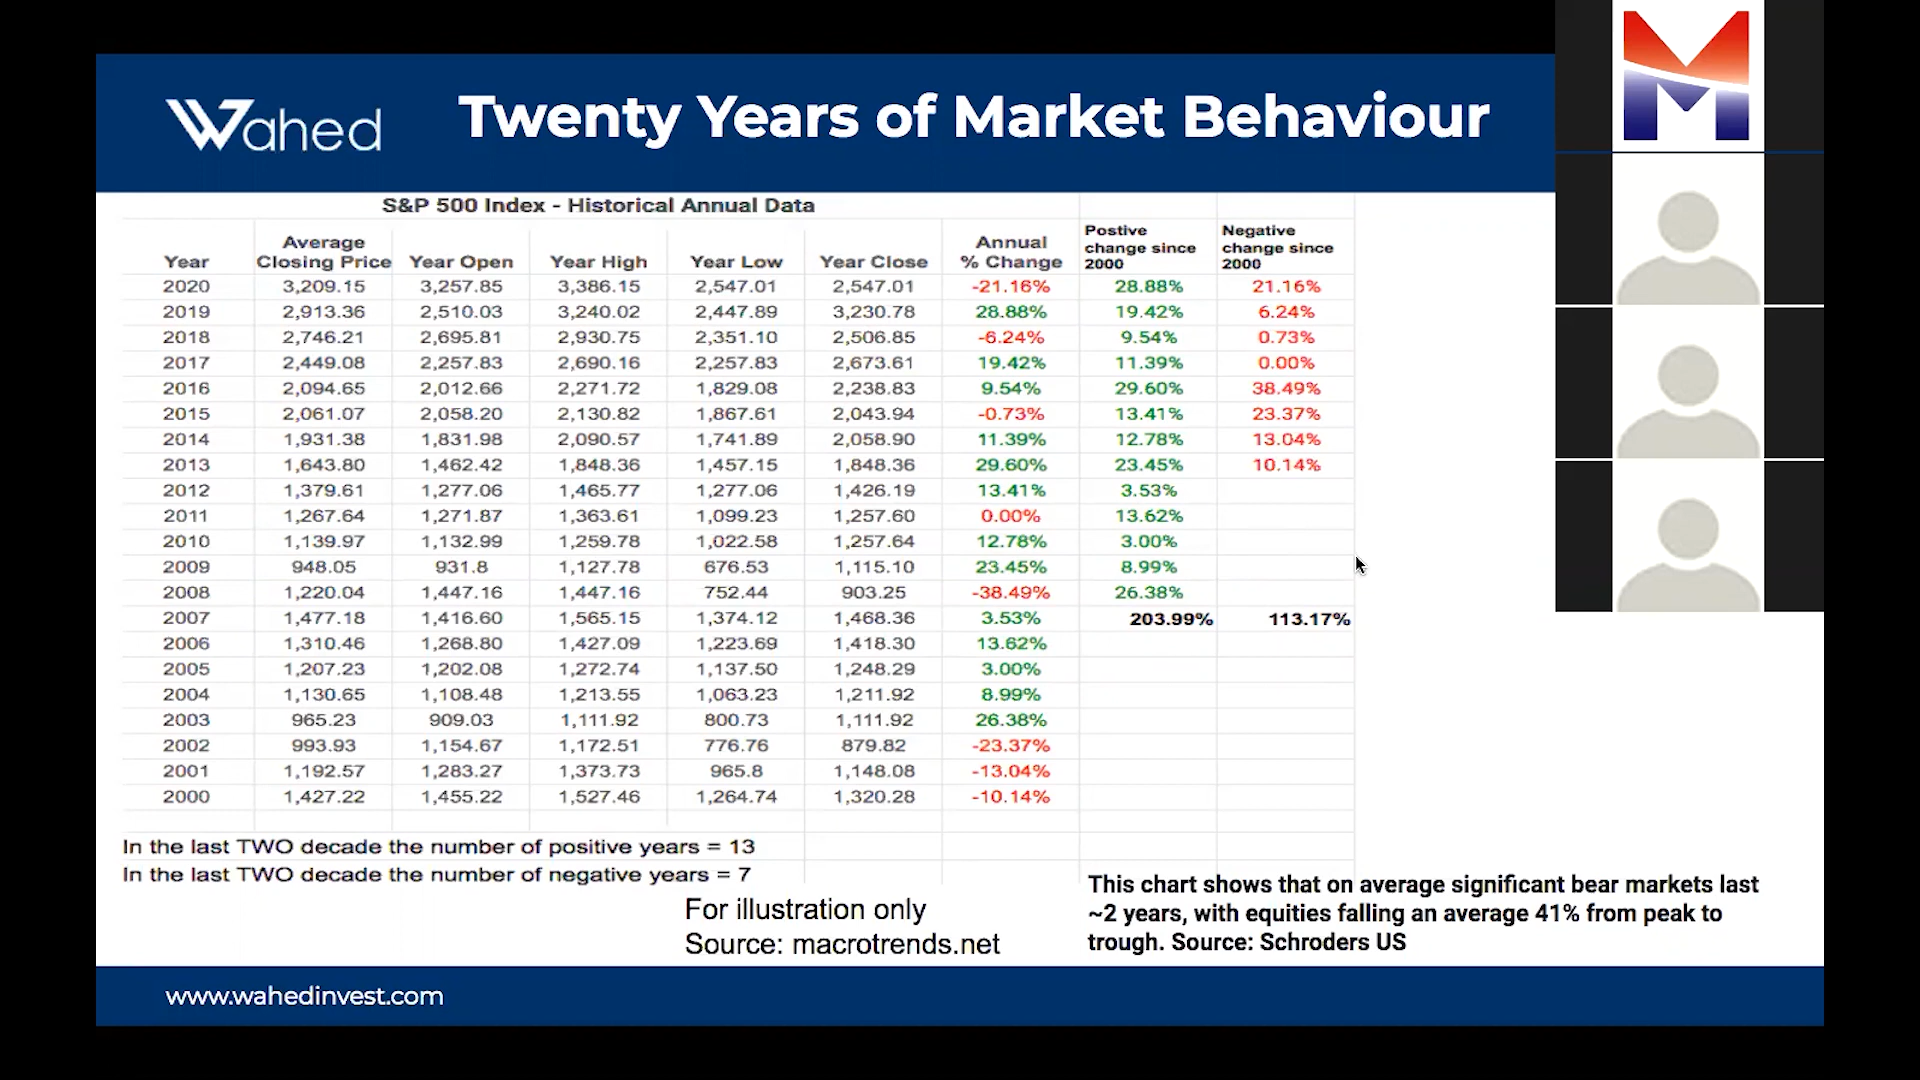 Wahed
Twenty Years of Market Behaviour
M
S&P 500 Index - Historical Annual Data
Year Average Closing Price Year Open Year High Year Low Year Close Annual % Change Postive change since 2000 Negative change since 2000
2020 3,209.15 3,257.85 3,386.15 2,547.01 2,547.01 -21.16% 28.88% 21.16%
2019 2,913.36 2,510.03 3,240.02 2,447.89 3,230.78 28.88% 19.42% 6.24%
2018 2,746.21 2,695.81 2,930.75 2,351.10 2,506.85 -6.24% 9.54% 0.73%
2017 2,449.08 2,257.83 2,690.16 2,257.83 2,673.61 19.42% 11.39% 0.00%
2016 2,094.65 2,012.66 2,271.72 1,829.08 2,238.83 9.54% 29.60% 38.49%
2015 2,061.07 2,058.20 2,130.82 1,867.61 2,043.94 -0.73% 13.41% 23.37%
2014 1,931.38 1,831.98 2,090.57 1,741.89 2,058.90 11.39% 12.78% 13.04%
2013 1,643.80 1,462.42 1,848.36 1,457.15 1,848.36 29.60% 23.45% 10.14%
2012 1,379.61 1,277.06 1,465.77 1,277.06 1,426.19 13.41% 3.53%
2011 1,267.64 1,271.87 1,363.61 1,099.23 1,257.60 0.00% 13.62%
2010 1,139.97 1,132.99 1,259.78 1,022.58 1,257.64 12.78% 3.00%
2009 948.05 931.8 1,127.78 676.53 1,115.10 23.45% 8.99%
2008 1,220.04 1,447.16 1,447.16 752.44 903.25 -38.49% 26.38%
2007 1,477.18 1,416.60 1,565.15 1,374.12 1,468.36 3.53% 203.99% 113.17%
2006 1,310.46 1,268.80 1,427.09 1,223.69 1,418.30 13.62%
2005 1,207.23 1,202.08 1,272.74 1,137.50 1,248.29 3.00%
2004 1,130.65 1,108.48 1,213.55 1,063.23 1,211.92 8.99%
2003 965.23 909.03 1,111.92 800.73 1,111.92 26.38%
2002 993.93 1,154.67 1,172.51 776.76 879.82 -23.37%
2001 1,192.57 1,283.27 1,373.73 965.8 1,148.08 -13.04%
2000 1,427.22 1,455.22 1,527.46 1,264.74 1,320.28 -10.14%
In the last TWO decade the number of positive years = 13
In the last TWO decade the number of negative years = 7
For illustration only
Source: macrotrends.net
This chart shows that on average significant bear markets last
~2 years, with equities falling an average 41% from peak to
trough. Source: Schroders US
www.wahedinvest.com